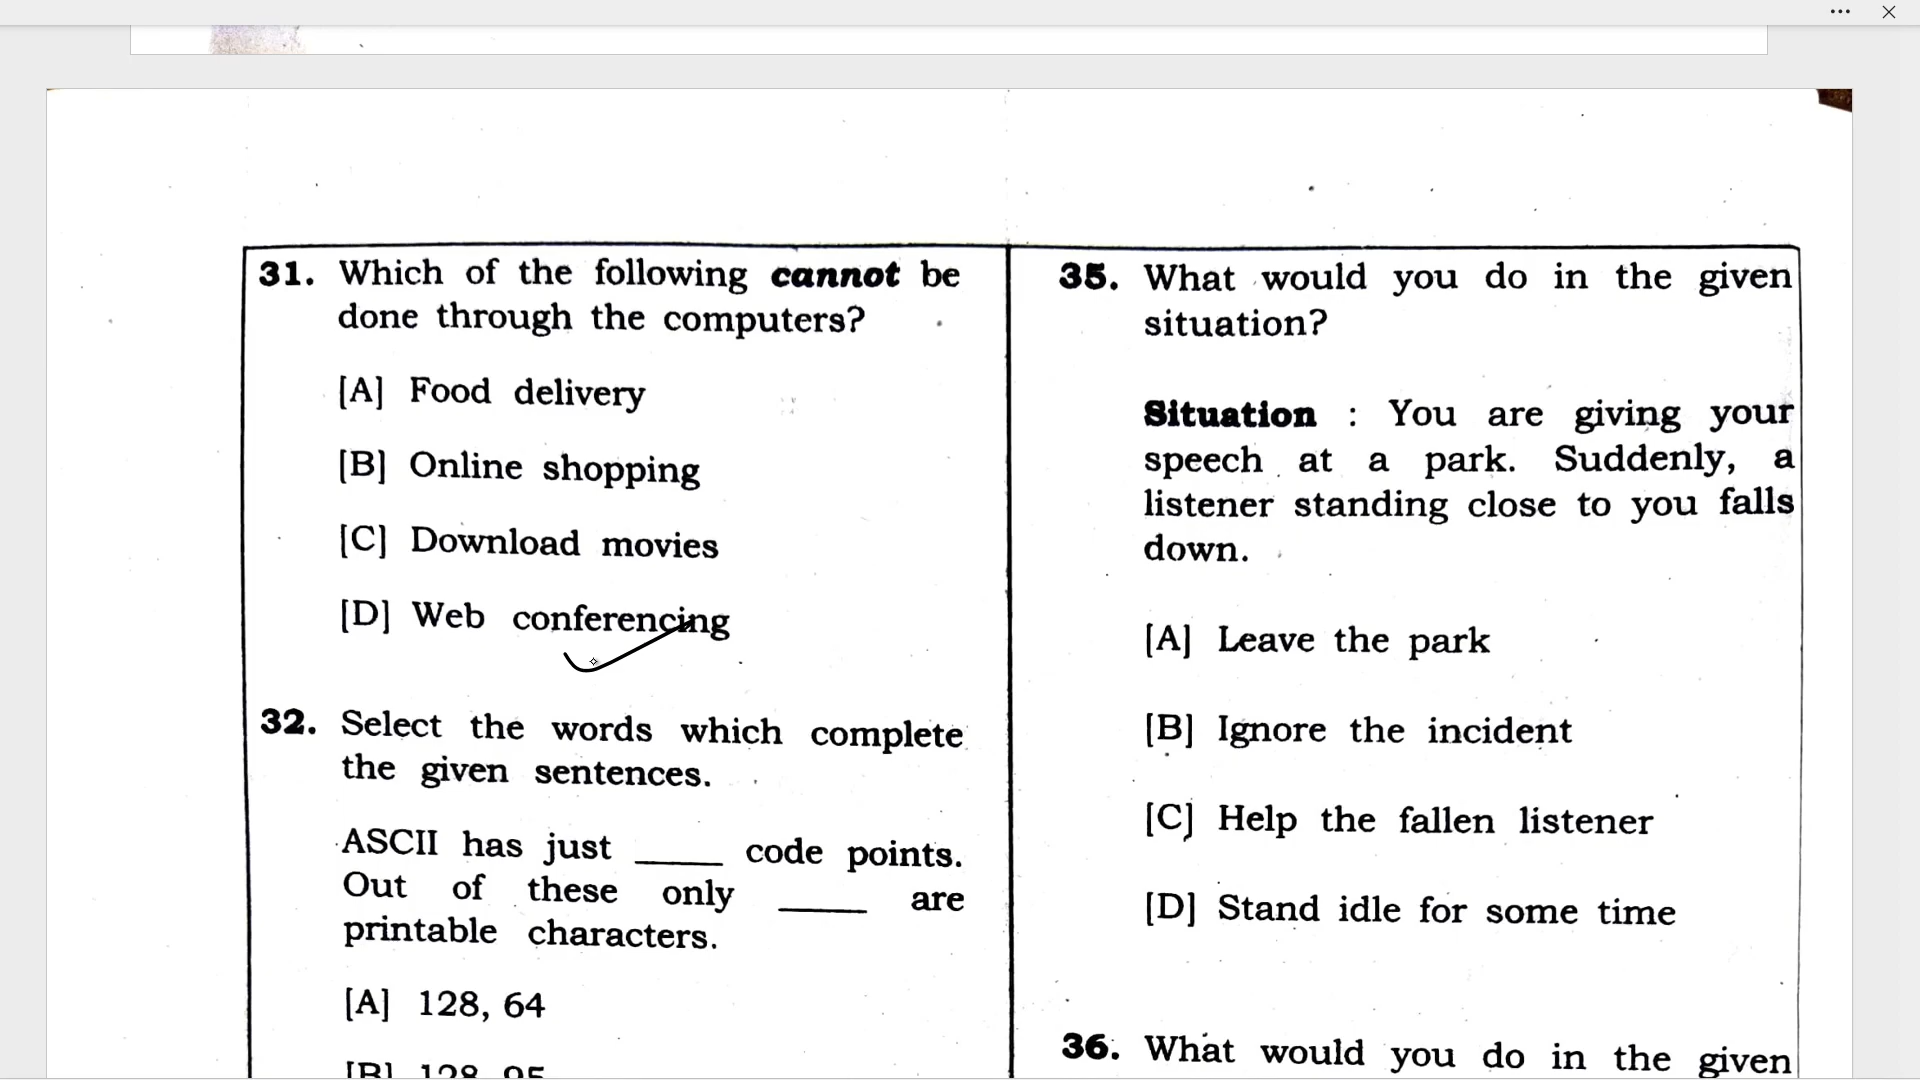 31. Which of the following cannot be
done through the computers?
[A] Food delivery
[B] Online shopping
[C] Download movies
[D] Web conferencing
32. Select the words which complete
the given sentences.
ASCII has just ____ code points.
Out of these only ____ are
printable characters.
[A] 128, 64
[B] 128, 95
35. What would you do in the given
situation?
Situation : You are giving your
speech at a park. Suddenly, a
listener standing close to you falls
down.
[A] Leave the park
[B] Ignore the incident
[C] Help the fallen listener
[D] Stand idle for some time
36. What would you do in the given